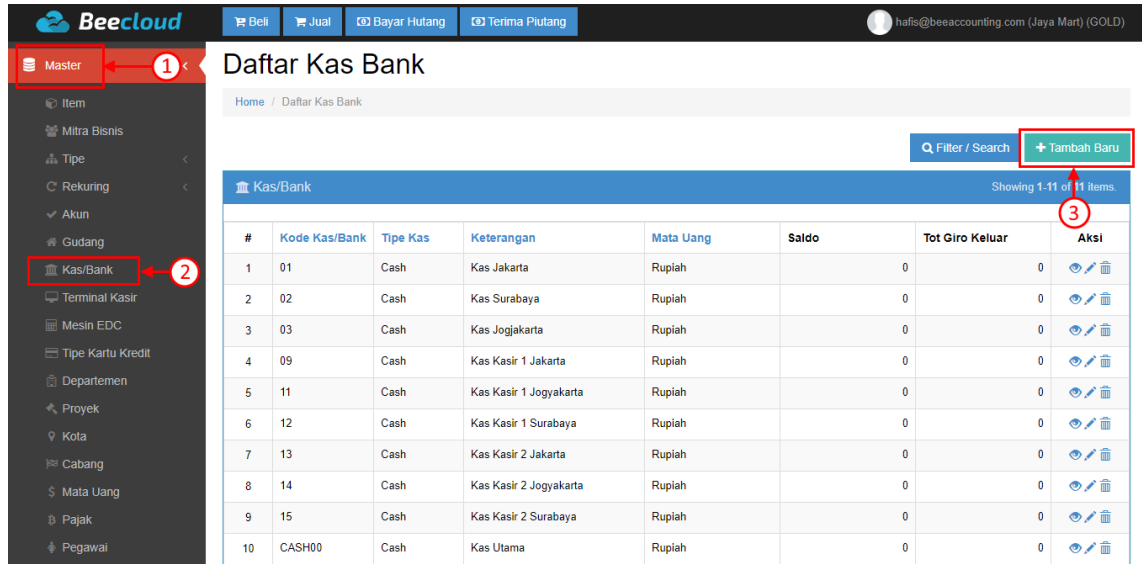 Beecloud
Beli
Jual
Bayar Hutang
Terima Piutang
hafis@beeaccounting.com (Jaya Mart) (GOLD)
Master
1
Item
Mitra Bisnis
Tipe
Rekuring
Akun
Gudang
Kas/Bank
2
Terminal Kasir
Mesin EDC
Tipe Kartu Kredit
Departemen
Proyek
Kota
Cabang
Mata Uang
Pajak
Pegawai
Daftar Kas Bank
Home / Daftar Kas Bank
Filter / Search
+ Tambah Baru
3
Kas/Bank
Showing 1-11 of 11 items.
# Kode Kas/Bank Tipe Kas Keterangan Mata Uang Saldo Tot Giro Keluar Aksi
1 01 Cash Kas Jakarta Rupiah 0 0
2 02 Cash Kas Surabaya Rupiah 0 0
3 03 Cash Kas Jogjakarta Rupiah 0 0
4 09 Cash Kas Kasir 1 Jakarta Rupiah 0 0
5 11 Cash Kas Kasir 1 Jogyakarta Rupiah 0 0
6 12 Cash Kas Kasir 1 Surabaya Rupiah 0 0
7 13 Cash Kas Kasir 2 Jakarta Rupiah 0 0
8 14 Cash Kas Kasir 2 Jogyakarta Rupiah 0 0
9 15 Cash Kas Kasir 2 Surabaya Rupiah 0 0
10 CASH00 Cash Kas Utama Rupiah 0 0